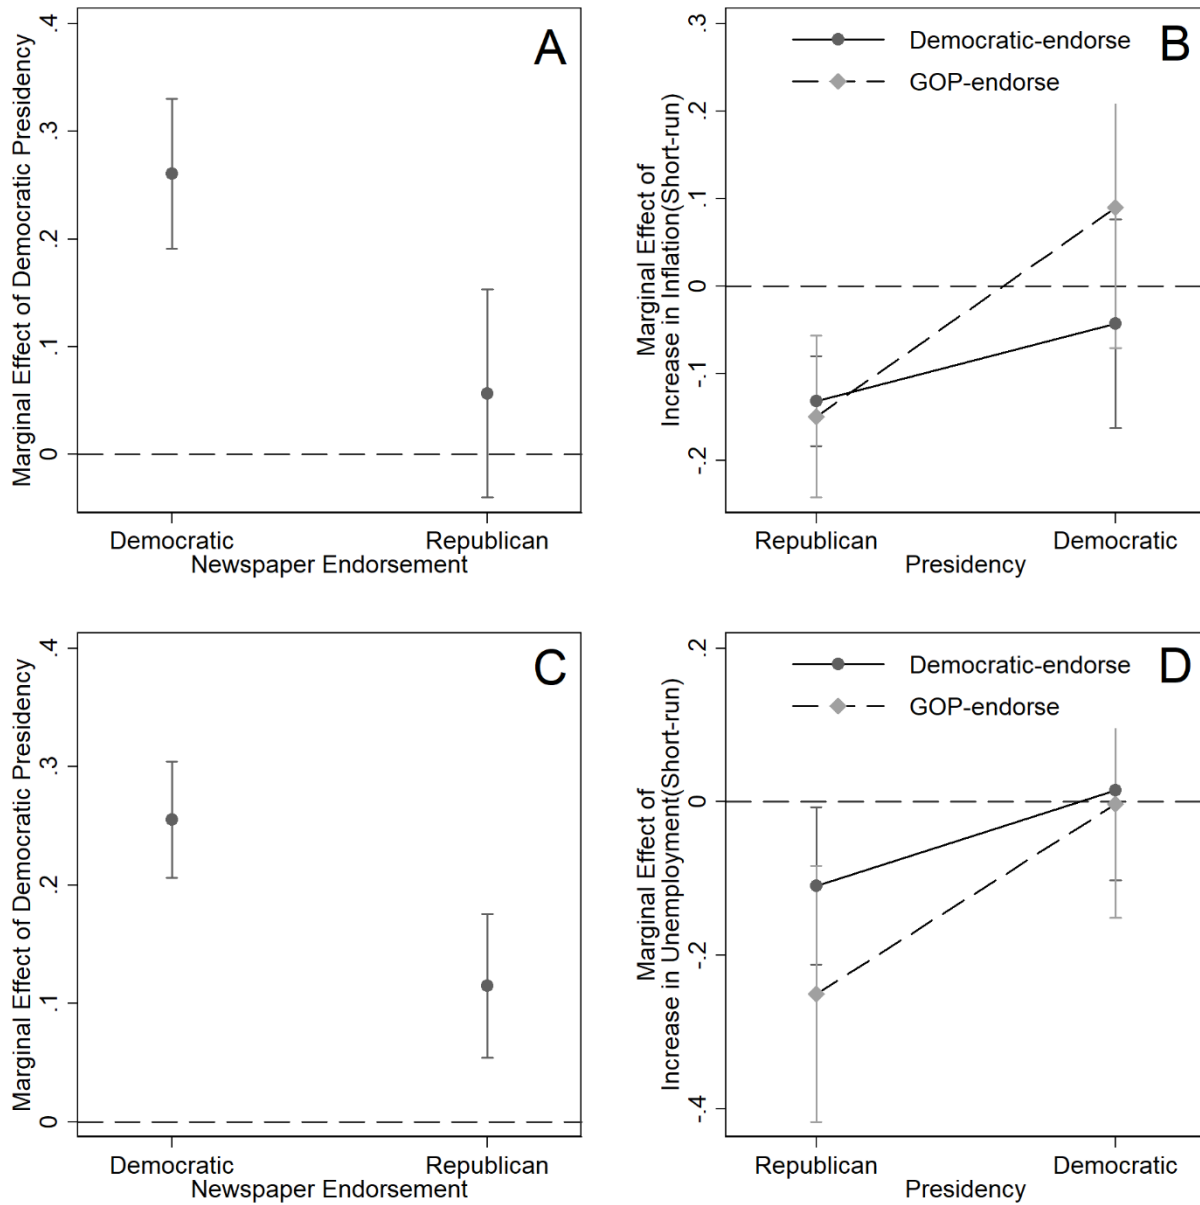 A
Marginal Effect of Democratic Presidency
.4
.3
.2
.1
0
Democratic
Republican
Newspaper Endorsement
B
Democratic-endorse
GOP-endorse
Marginal Effect of
Increase in Inflation(Short-run)
.3
.2
.1
0
-.1
-.2
Republican
Democratic
Presidency
C
Marginal Effect of Democratic Presidency
.4
.3
.2
.1
0
Democratic
Republican
Newspaper Endorsement
D
Democratic-endorse
GOP-endorse
Marginal Effect of
Increase in Unemployment(Short-run)
.2
0
-.2
-.4
Republican
Democratic
Presidency